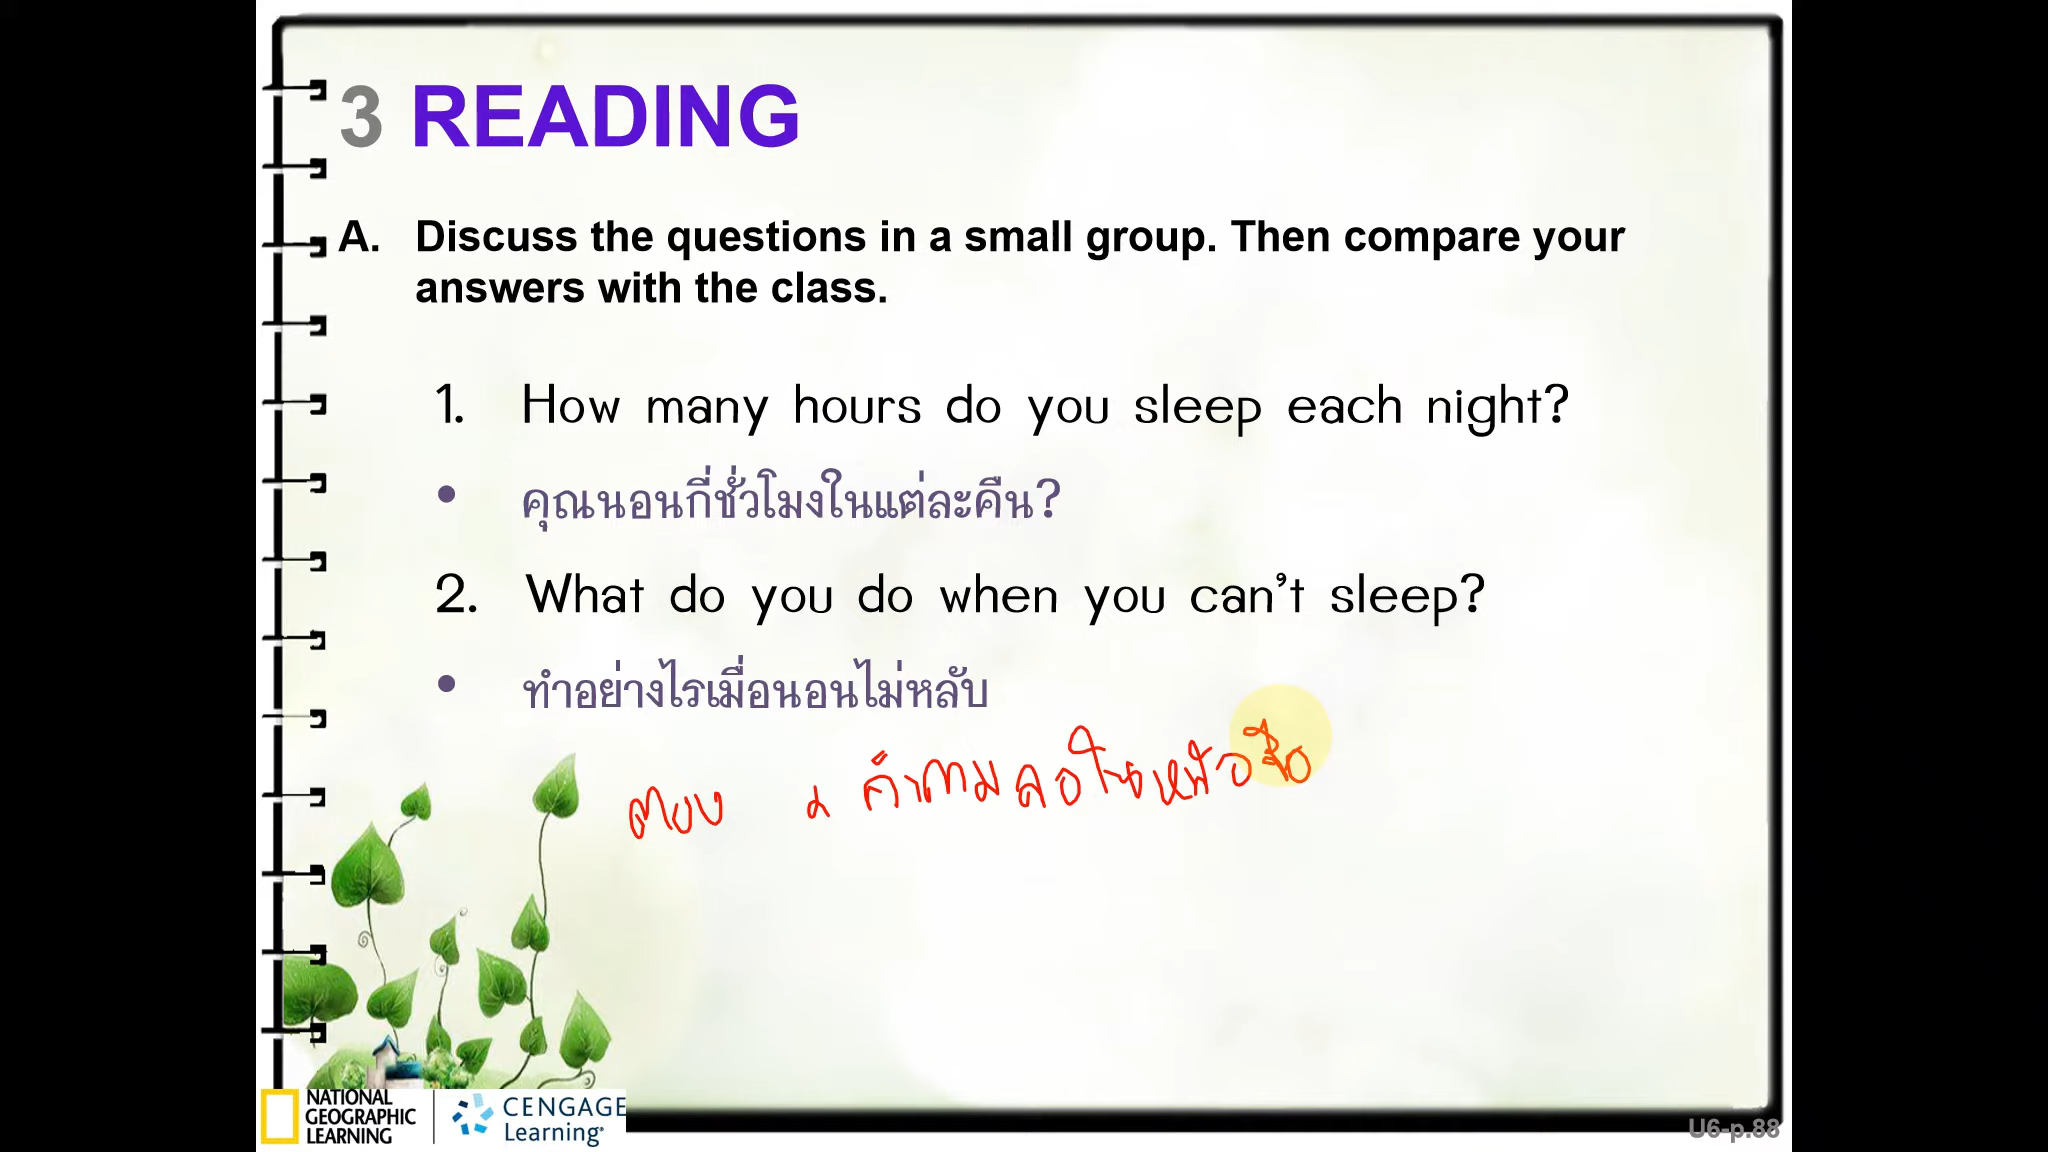 3 READING
A. Discuss the questions in a small group. Then compare your
answers with the class.
1. How many hours do you sleep each night?
• คุณนอนกี่ชั่วโมงในแต่ละคืน?
2. What do you do when you can't sleep?
• ทำอย่างไรเมื่อนอนไม่หลับ
ตอบ 2 คำถามลงในหนังสือ
NATIONAL
GEOGRAPHIC
LEARNING
CENGAGE
Learning®
U6-p.88